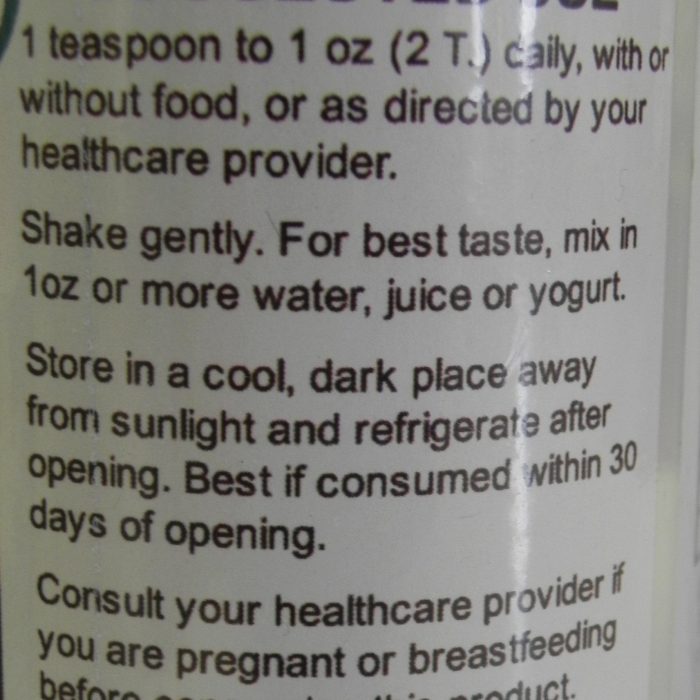 1 teaspoon to 1 oz (2 T.) daily, with or
without food, or as directed by your
healthcare provider.
Shake gently. For best taste, mix in
1oz or more water, juice or yogurt.
Store in a cool, dark place away
from sunlight and refrigerate after
opening. Best if consumed within 30
days of opening.
Consult your healthcare provider if
you are pregnant or breastfeeding
before this product.